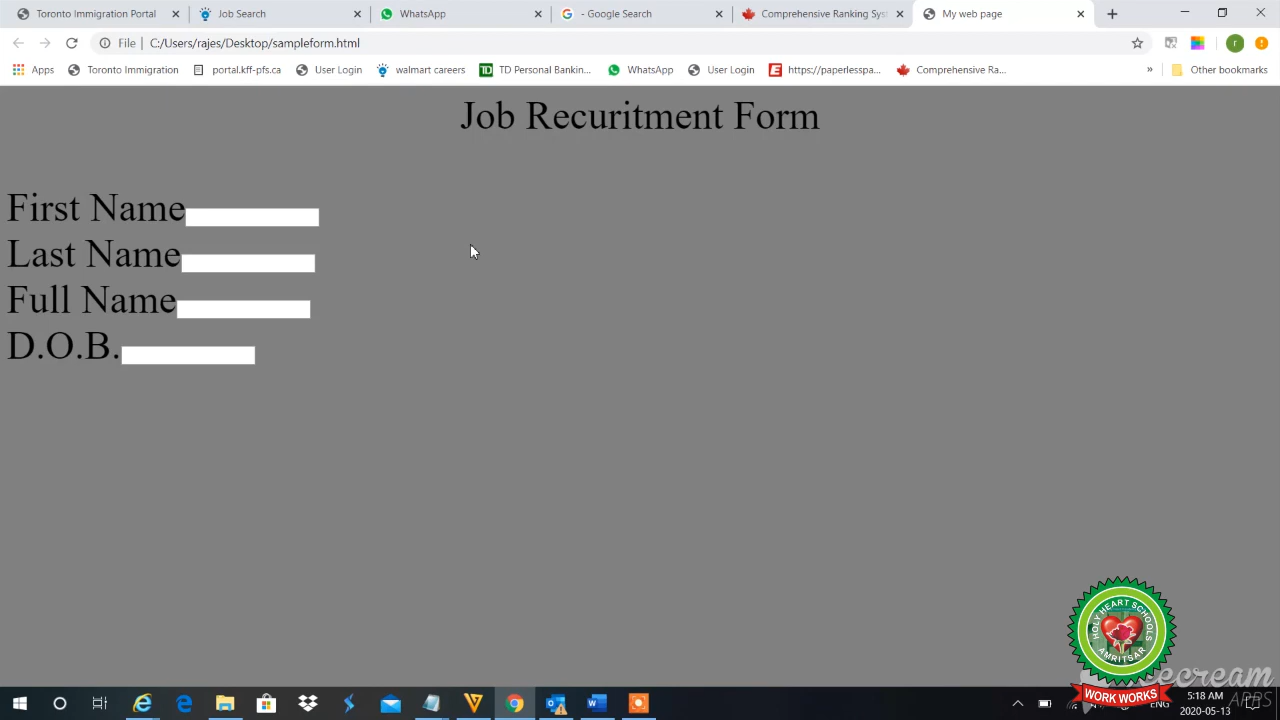 Toronto Immigration Portal
Job Search
WhatsApp
- Google Search
Comprehensive Ranking Sys
My web page
File
C:/Users/rajes/Desktop/sampleform.html
r
Apps
Toronto Immigration
portal.kff-pfs.ca
User Login
walmart careers
TD Personal Bankin...
WhatsApp
User Login
https://paperlesspa...
Comprehensive Ra...
»
Other bookmarks
Job Recuritment Form
First Name
Last Name
Full Name
D.O.B.
HOLY HEART SCHOOLS
AMRITSAR
WORK WORKS
ecream
APPS
ENG
5:18 AM
2020-05-13